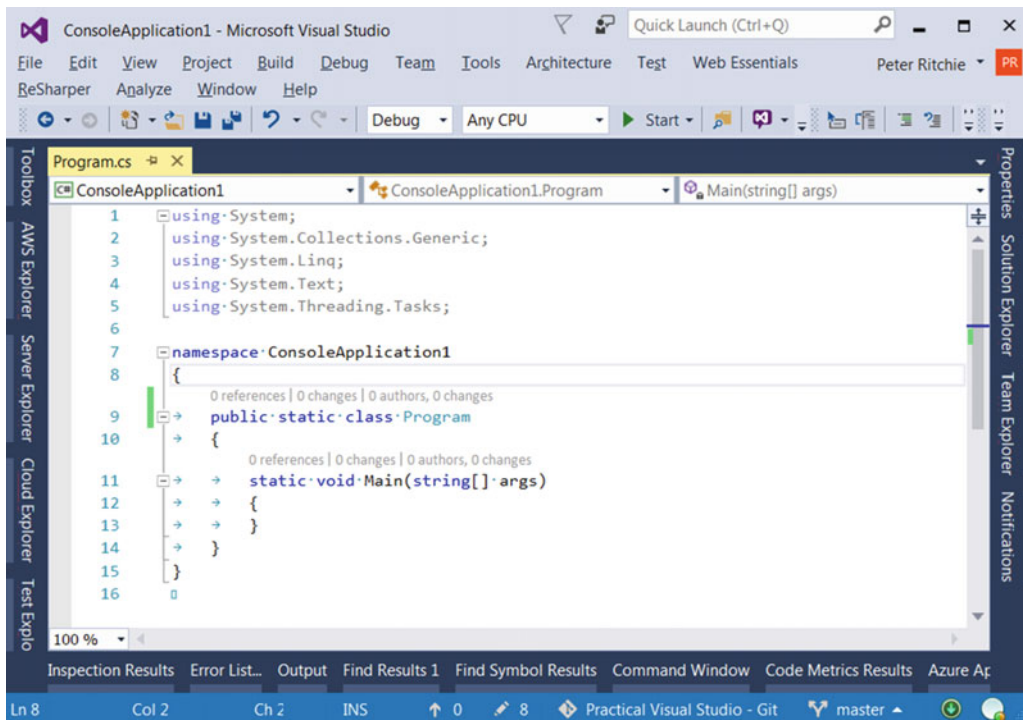 ConsoleApplication1 - Microsoft Visual Studio
Quick Launch (Ctrl+Q)
File Edit View Project Build Debug Team Tools Architecture Test Web Essentials Peter Ritchie PR
ReSharper Analyze Window Help
Debug Any CPU Start
Program.cs
C# ConsoleApplication1 ConsoleApplication1.Program Main(string[] args)
1 using System;
2 using System.Collections.Generic;
3 using System.Linq;
4 using System.Text;
5 using System.Threading.Tasks;
6
7 namespace ConsoleApplication1
8 {
0 references | 0 changes | 0 authors, 0 changes
9 public static class Program
10 {
0 references | 0 changes | 0 authors, 0 changes
11 static void Main(string[] args)
12 {
13 }
14 }
15 }
16
100 %
Toolbox
AWS Explorer
Server Explorer
Cloud Explorer
Test Explo
Properties
Solution Explorer
Team Explorer
Notifications
Inspection Results Error List... Output Find Results 1 Find Symbol Results Command Window Code Metrics Results Azure Ap
Ln 8 Col 2 Ch 2 INS 0 8 Practical Visual Studio - Git master